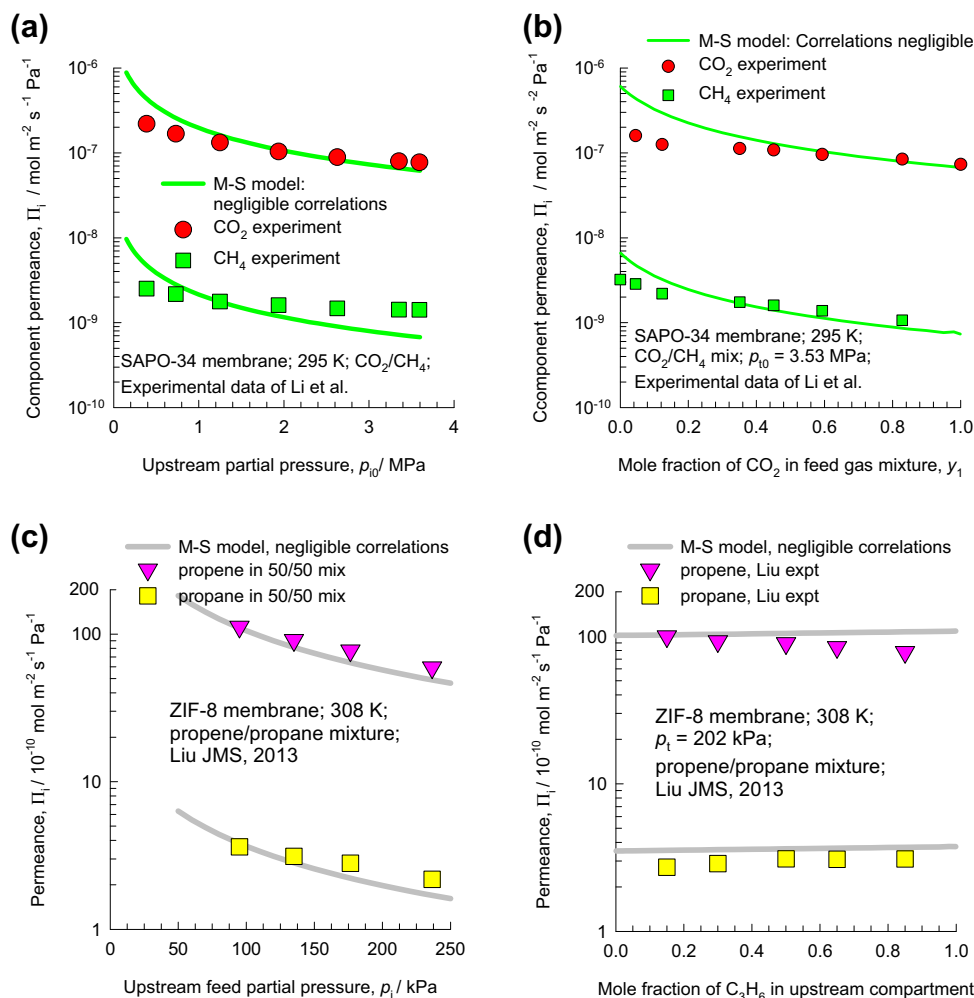 (a)
10⁻⁶
10⁻⁷
10⁻⁸
10⁻⁹
10⁻¹⁰
Component permeance, Πᵢ / mol m⁻² s⁻¹ Pa⁻¹
M-S model:
negligible correlations
CO₂ experiment
CH₄ experiment
SAPO-34 membrane; 295 K; CO₂/CH₄;
Experimental data of Li et al.
0 1 2 3 4
Upstream partial pressure, pᵢ₀/ MPa
(b)
M-S model: Correlations negligible
CO₂ experiment
CH₄ experiment
10⁻⁶
10⁻⁷
10⁻⁸
10⁻⁹
10⁻¹⁰
Ccomponent permeance, Πᵢ / mol m⁻² s⁻² Pa⁻¹
SAPO-34 membrane; 295 K;
CO₂/CH₄ mix; pₜ₀ = 3.53 MPa;
Experimental data of Li et al.
0.0 0.2 0.4 0.6 0.8 1.0
Mole fraction of CO₂ in feed gas mixture, y₁
(c)
M-S model, negligible correlations
propene in 50/50 mix
propane in 50/50 mix
200
100
10
1
Permeance, Πᵢ / 10⁻¹⁰ mol m⁻² s⁻¹ Pa⁻¹
ZIF-8 membrane; 308 K;
propene/propane mixture;
Liu JMS, 2013
0 50 100 150 200 250
Upstream feed partial pressure, pᵢ / kPa
(d)
M-S model, negligible correlations
propene, Liu expt
propane, Liu expt
200
100
10
1
Permeance, Πᵢ / 10⁻¹⁰ mol m⁻² s⁻¹ Pa⁻¹
ZIF-8 membrane; 308 K;
pₜ = 202 kPa;
propene/propane mixture;
Liu JMS, 2013
0.0 0.2 0.4 0.6 0.8 1.0
Mole fraction of C₃H₆ in upstream compartment